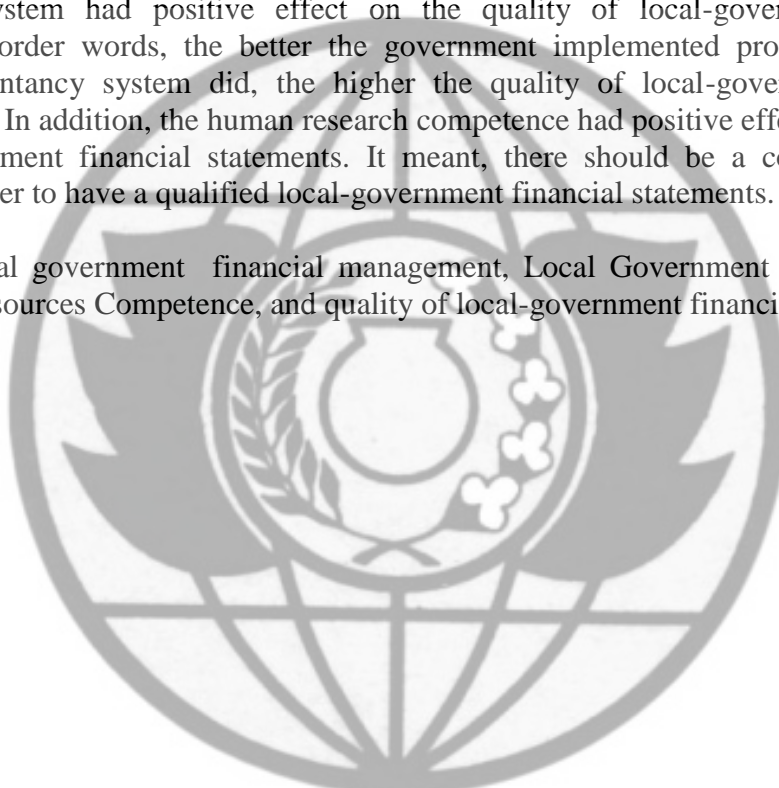 ystem had positive effect on the quality of local-gover
order words, the better the government implemented pro
ntancy system did, the higher the quality of local-gover
In addition, the human research competence had positive effe
ment financial statements. It meant, there should be a co
er to have a qualified local-government financial statements.
al government financial management, Local Government
sources Competence, and quality of local-government financi